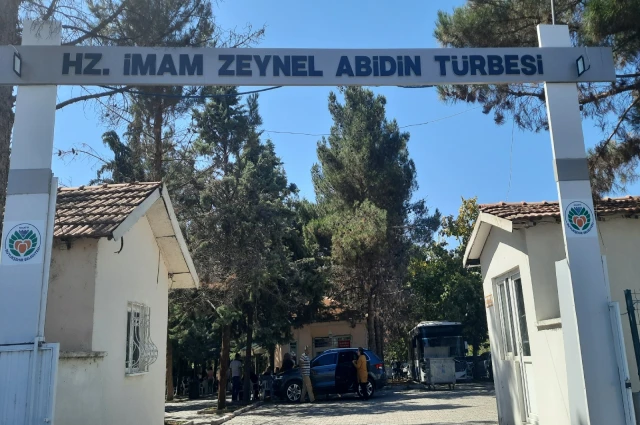 HZ. İMAM ZEYNEL ABİDİN TÜRBESİ